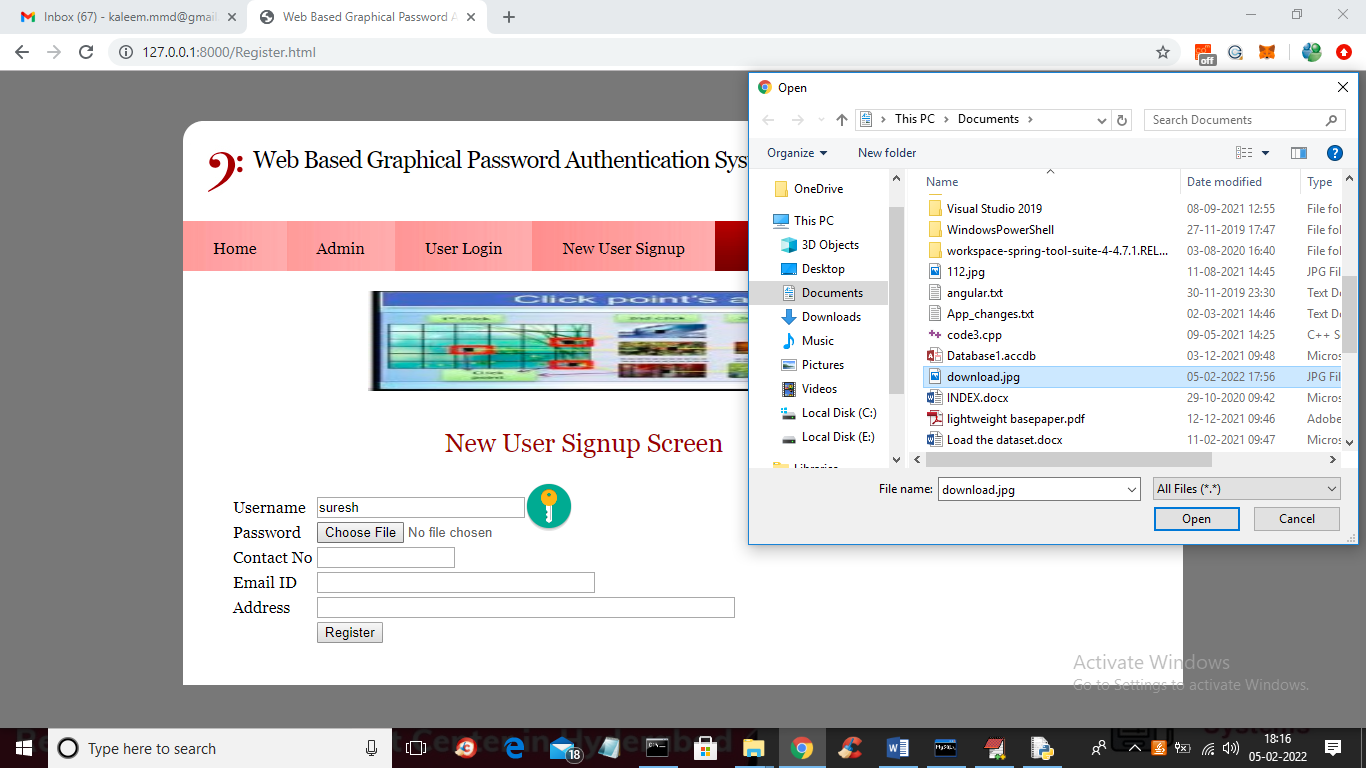 Inbox (67) - kaleem.mmd@gmail
Web Based Graphical Password A
127.0.0.1:8000/Register.html
off
Web Based Graphical Password Authentication Sys
Home
Admin
User Login
New User Signup
Click point's a
1st click
2nd click
Click
point
New User Signup Screen
Username
suresh
Password
Choose File
No file chosen
Contact No
Email ID
Address
Register
Open
This PC
Documents
Search Documents
Organize
New folder
OneDrive
This PC
3D Objects
Desktop
Documents
Downloads
Music
Pictures
Videos
Local Disk (C:)
Local Disk (E:)
Libraries
Name Date modified Type
Visual Studio 2019 08-09-2021 12:55 File fol
WindowsPowerShell 27-11-2019 17:47 File fol
workspace-spring-tool-suite-4-4.7.1.REL... 03-08-2020 16:40 File fol
112.jpg 11-08-2021 14:45 JPG Fil
angular.txt 30-11-2019 23:30 Text D
App_changes.txt 02-03-2021 14:46 Text D
code3.cpp 09-05-2021 14:25 C++ S
Database1.accdb 03-12-2021 09:48 Micros
download.jpg 05-02-2022 17:56 JPG Fil
INDEX.docx 29-10-2020 09:42 Micros
lightweight basepaper.pdf 12-12-2021 09:46 Adobe
Load the dataset.docx 11-02-2021 09:47 Micros
File name:
download.jpg
All Files (*.*)
Open
Cancel
Activate Windows
Go to Settings to activate Windows.
Type here to search
18
18:16
05-02-2022